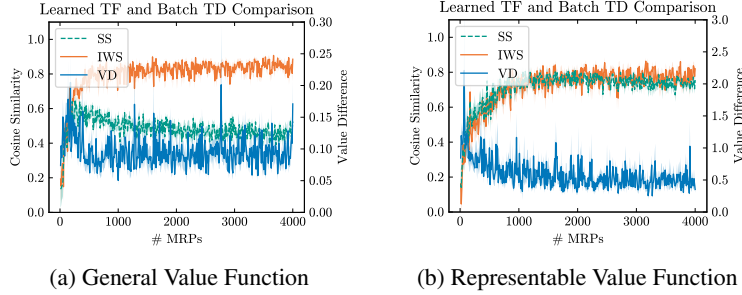 Learned TF and Batch TD Comparison
SS
IWS
VD
Cosine Similarity
1.0
0.8
0.6
0.4
0.2
0.0
Value Difference
0.30
0.25
0.20
0.15
0.10
0.05
0.00
0
1000
2000
3000
4000
# MRPs
(a) General Value Function
Learned TF and Batch TD Comparison
SS
IWS
VD
Cosine Similarity
1.0
0.8
0.6
0.4
0.2
0.0
Value Difference
3.0
2.5
2.0
1.5
1.0
0.5
0.0
0
1000
2000
3000
4000
# MRPs
(b) Representable Value Function